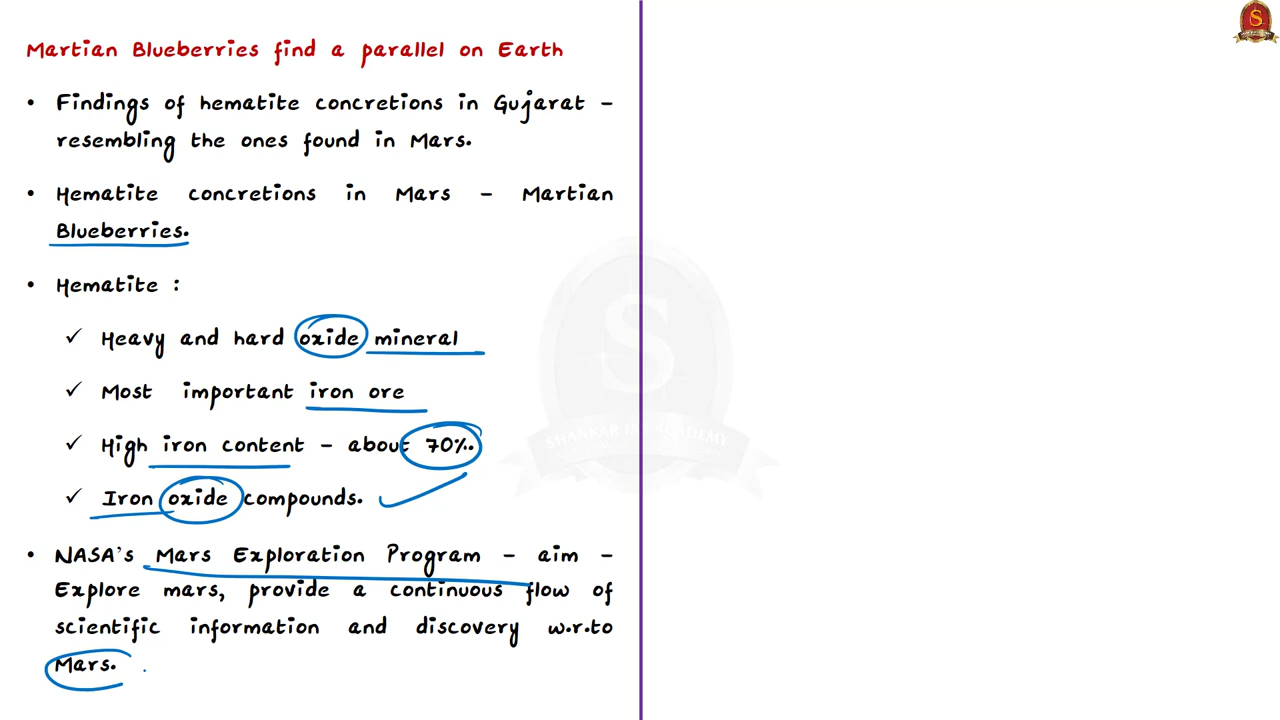 Martian Blueberries find a parallel on Earth
• Findings of hematite concretions in Gujarat –
resembling the ones found in Mars.
• Hematite concretions in Mars – Martian
Blueberries.
• Hematite :
✓ Heavy and hard oxide mineral
✓ Most important iron ore
✓ High iron content – about 70%.
✓ Iron oxide compounds.
• NASA's Mars Exploration Program – aim –
Explore mars, provide a continuous flow of
scientific information and discovery w.r.to
Mars.
S
SHANKAR IAS ACADEMY
S